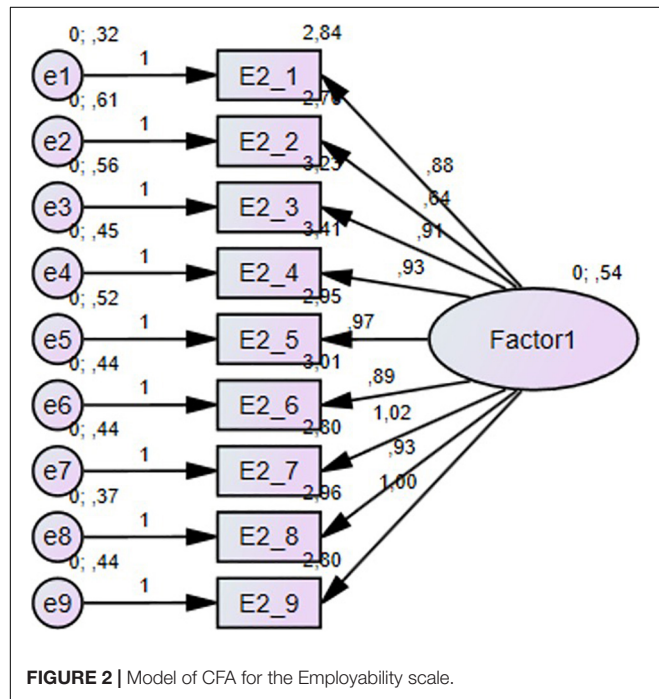 0; ,32
2,84
e1
1
E2_1
0; ,61
e2
1
E2_2
,88
0; ,56
3,23
,64
e3
1
E2_3
,91
0; ,45
3,41
e4
1
E2_4
,93
0; ,54
0; ,52
2,95
e5
1
E2_5
,97
Factor1
0; ,44
3,01
e6
1
E2_6
,89
0; ,44
2,80
1,02
e7
1
E2_7
,93
0; ,37
2,96
1,00
e8
1
E2_8
0; ,44
2,80
e9
1
E2_9
FIGURE 2 | Model of CFA for the Employability scale.